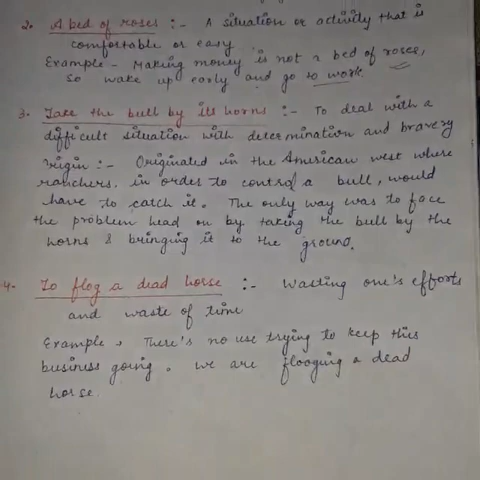 2. A bed of roses :- A situation or activity that is
comfortable or easy
Example - Making money is not a bed of roses,
so wake up early and go to work.
3. Take the bull by its horns :- To deal with a
difficult situation with determination and bravery
Origin :- Originated in the American west where
ranchers, in order to control a bull, would
have to catch it. The only way was to face
the problem head on by taking the bull by the
horns & bringing it to the ground.
4. To flog a dead horse :- Wasting one's efforts
and waste of time
Example, There's no use trying to keep this
business going. We are flooging a dead
horse.